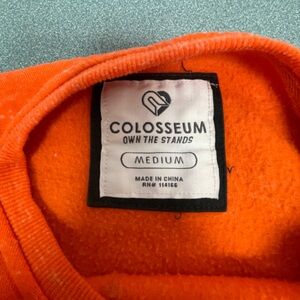 COLOSSEUM
OWN THE STANDS
MEDIUM
MADE IN CHINA
RN# 114166